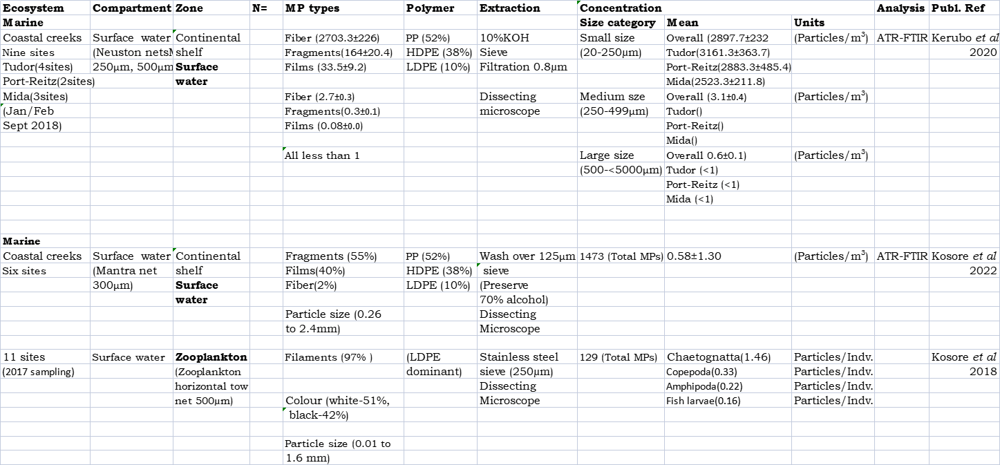 Ecosystem Compartment Zone N= MP types Polymer Extraction Concentration Analysis Publ. Ref
Marine Size category Mean Units
Coastal creeks Surface water Continental Fiber (2703.3±226) PP (52%) 10%KOH Small size Overall (2897.7±232 (Particles/m³) ATR-FTIR Kerubo et al
Nine sites (Neuston nets shelf Fragments(164±20.4) HDPE (38%) Sieve (20-250µm) Tudor(3161.3±363.7) 2020
Tudor(4sites) 250µm, 500µm Surface Films (33.5±9.2) LDPE (10%) Filtration 0.8µm Port-Reitz(2883.3±485.4)
Port-Reitz(2sites) water Mida(2523.3±211.8)
Mida(3sites) Fiber (2.7±0.3) Dissecting Medium sze Overall (3.1±0.4) (Particles/m³)
(Jan/Feb Fragments(0.3±0.1) microscope (250-499µm) Tudor()
Sept 2018) Films (0.08±0.0) Port-Reitz()
Mida()
All less than 1 Large size Overall 0.6±0.1) (Particles/m³)
(500-<5000µm) Tudor (<1)
Port-Reitz (<1)
Mida (<1)
Marine
Coastal creeks Surface water Continental Fragments (55%) PP (52%) Wash over 125µm 1473 (Total MPs) 0.58±1.30 (Particles/m³) ATR-FTIR Kosore et al
Six sites (Mantra net shelf Films(40%) HDPE (38%) sieve 2022
300µm) Surface Fiber(2%) LDPE (10%) (Preserve
water 70% alcohol)
Particle size (0.26 Dissecting
to 2.4mm) Microscope
11 sites Surface water Zooplankton Filaments (97% ) (LDPE Stainless steel 129 (Total MPs) Chaetognatta(1.46) Particles/Indv. Kosore et al
(2017 sampling) (Zooplankton dominant) sieve (250µm) Copepoda(0.33) Particles/Indv. 2018
horizontal tow Dissecting Amphipoda(0.22) Particles/Indv.
net 500µm) Colour (white-51%, Microscope Fish larvae(0.16) Particles/Indv.
black-42%)
Particle size (0.01 to
1.6 mm)